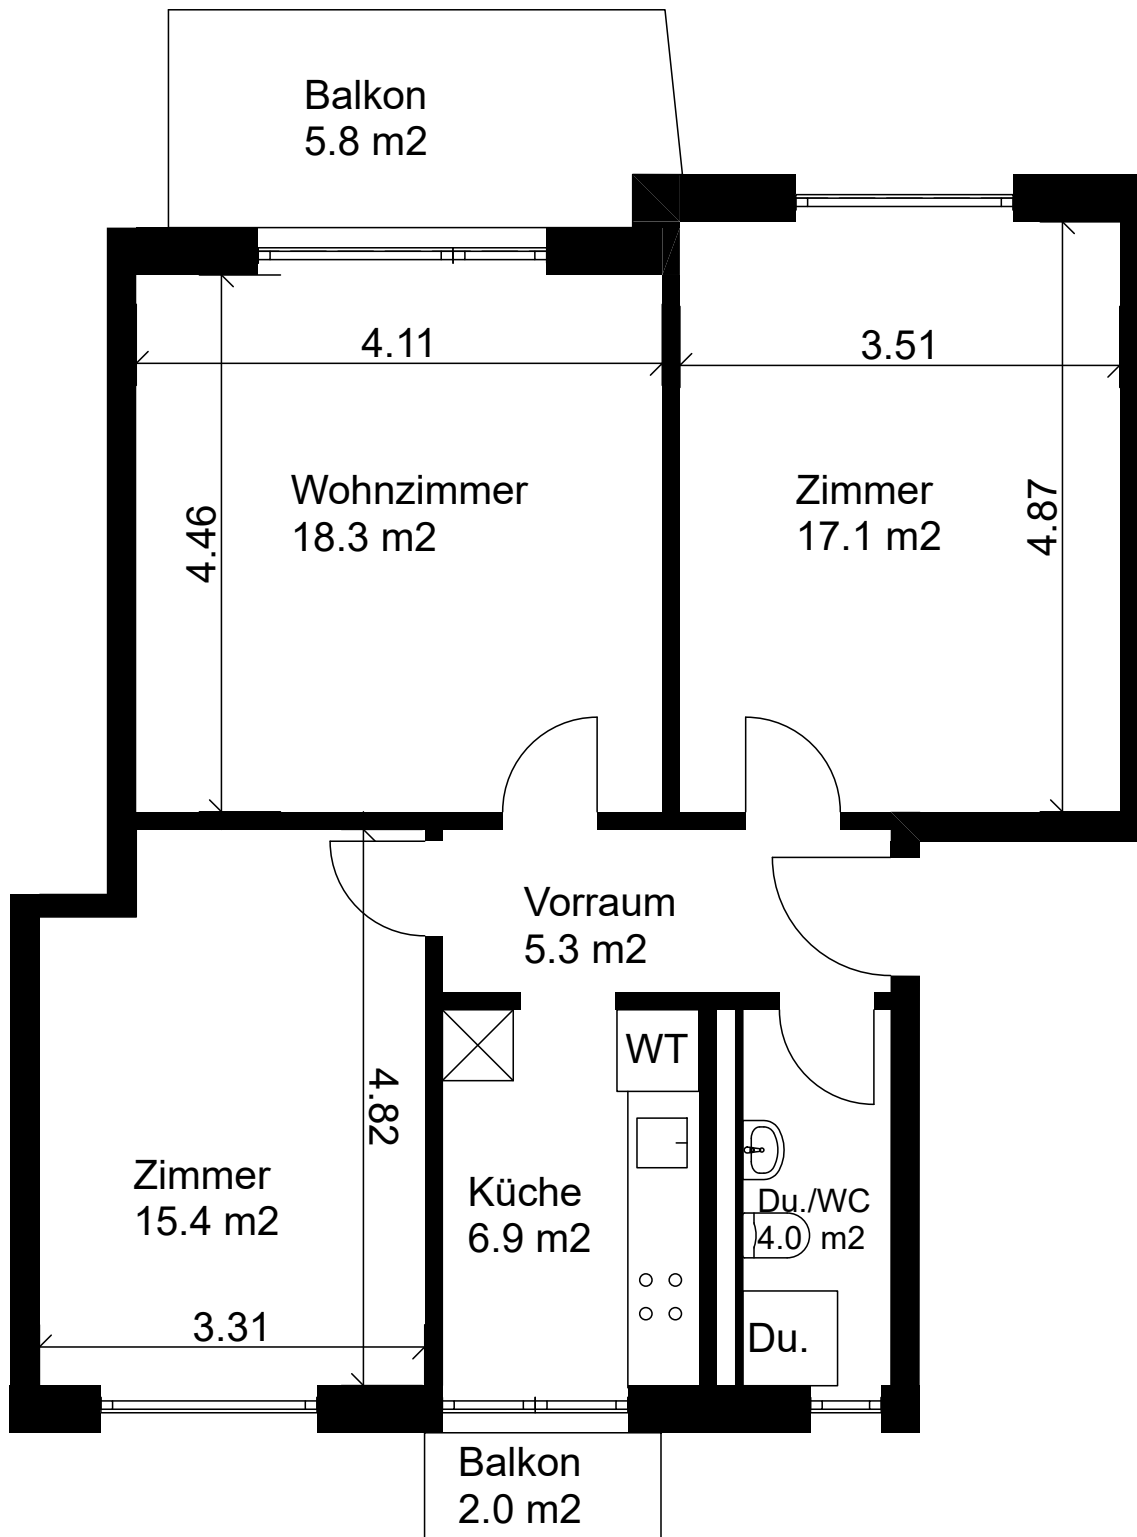 Balkon
5.8 m2
4.11
3.51
Wohnzimmer
18.3 m2
Zimmer
17.1 m2
4.46
4.87
Vorraum
5.3 m2
WT
4.82
Zimmer
15.4 m2
Küche
6.9 m2
Du./WC
4.0 m2
3.31
Du.
Balkon
2.0 m2